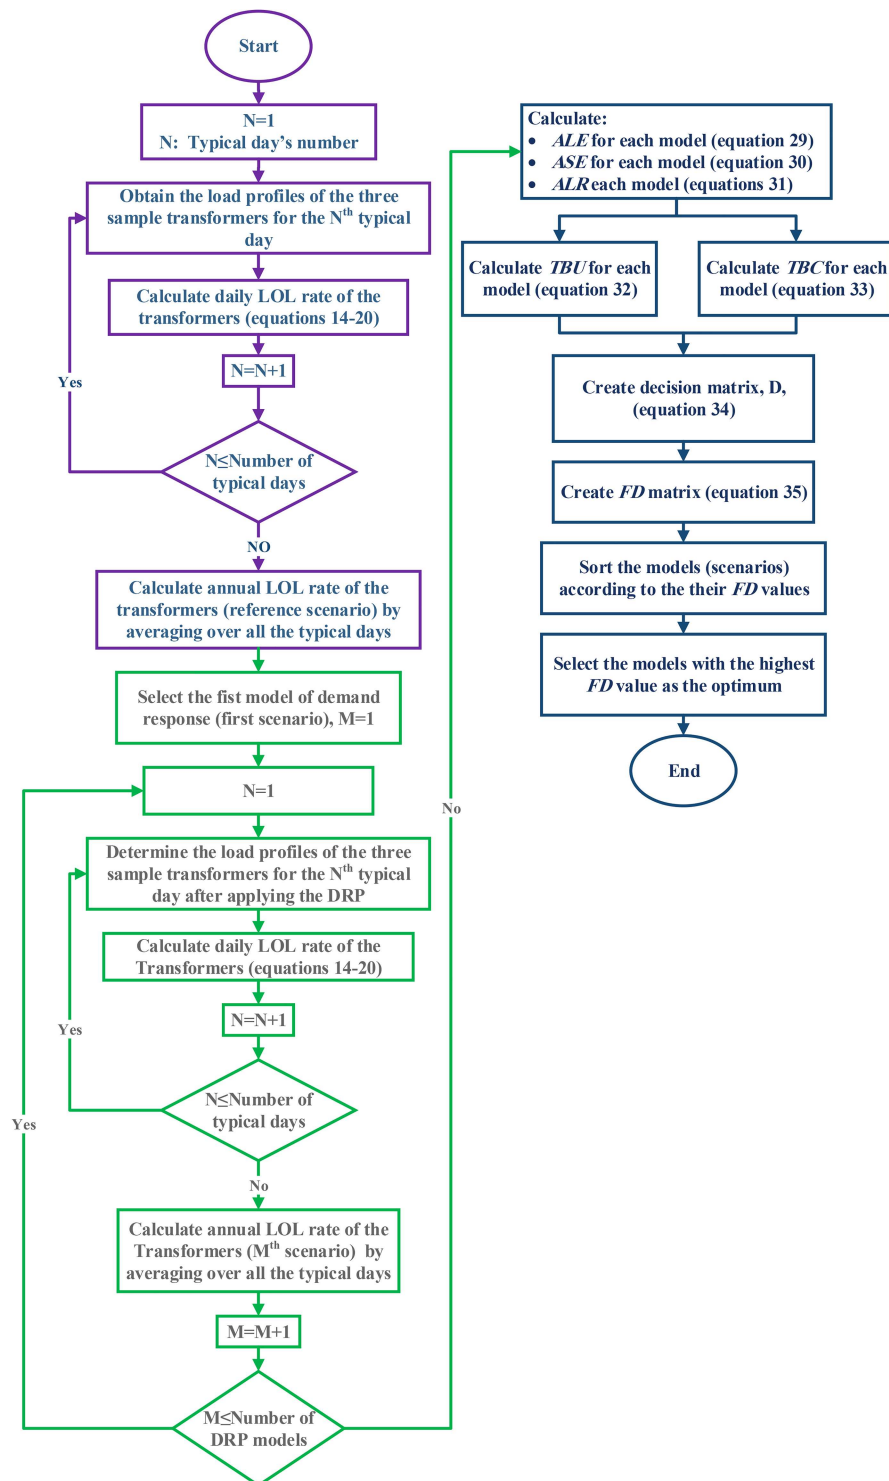 Start
N=1
N:  Typical day's number
Obtain the load profiles of the three
sample transformers for the Nth typical
day
Calculate daily LOL rate of the
transformers (equations 14-20)
N=N+1
Yes
N≤Number of
typical days
NO
Calculate annual LOL rate of the
transformers (reference scenario) by
averaging over all the typical days
Select the fist model of demand
response (first scenario), M=1
N=1
Determine the load profiles of the three
sample transformers for the Nth typical
day after applying the DRP
Calculate daily LOL rate of the
Transformers (equations 14-20)
N=N+1
Yes
N≤Number of
typical days
Yes
No
Calculate annual LOL rate of the
Transformers (Mth scenario)  by
averaging over all the typical days
M=M+1
M≤Number of
DRP models
No
Calculate:
• ALE for each model (equation 29)
• ASE for each model (equation 30)
• ALR each model (equations 31)
Calculate TBU for each
model (equation 32)
Calculate TBC for each
model (equation 33)
Create decision matrix, D,
(equation 34)
Create FD matrix (equation 35)
Sort the models (scenarios)
according to the their FD values
Select the models with the highest
FD value as the optimum
End